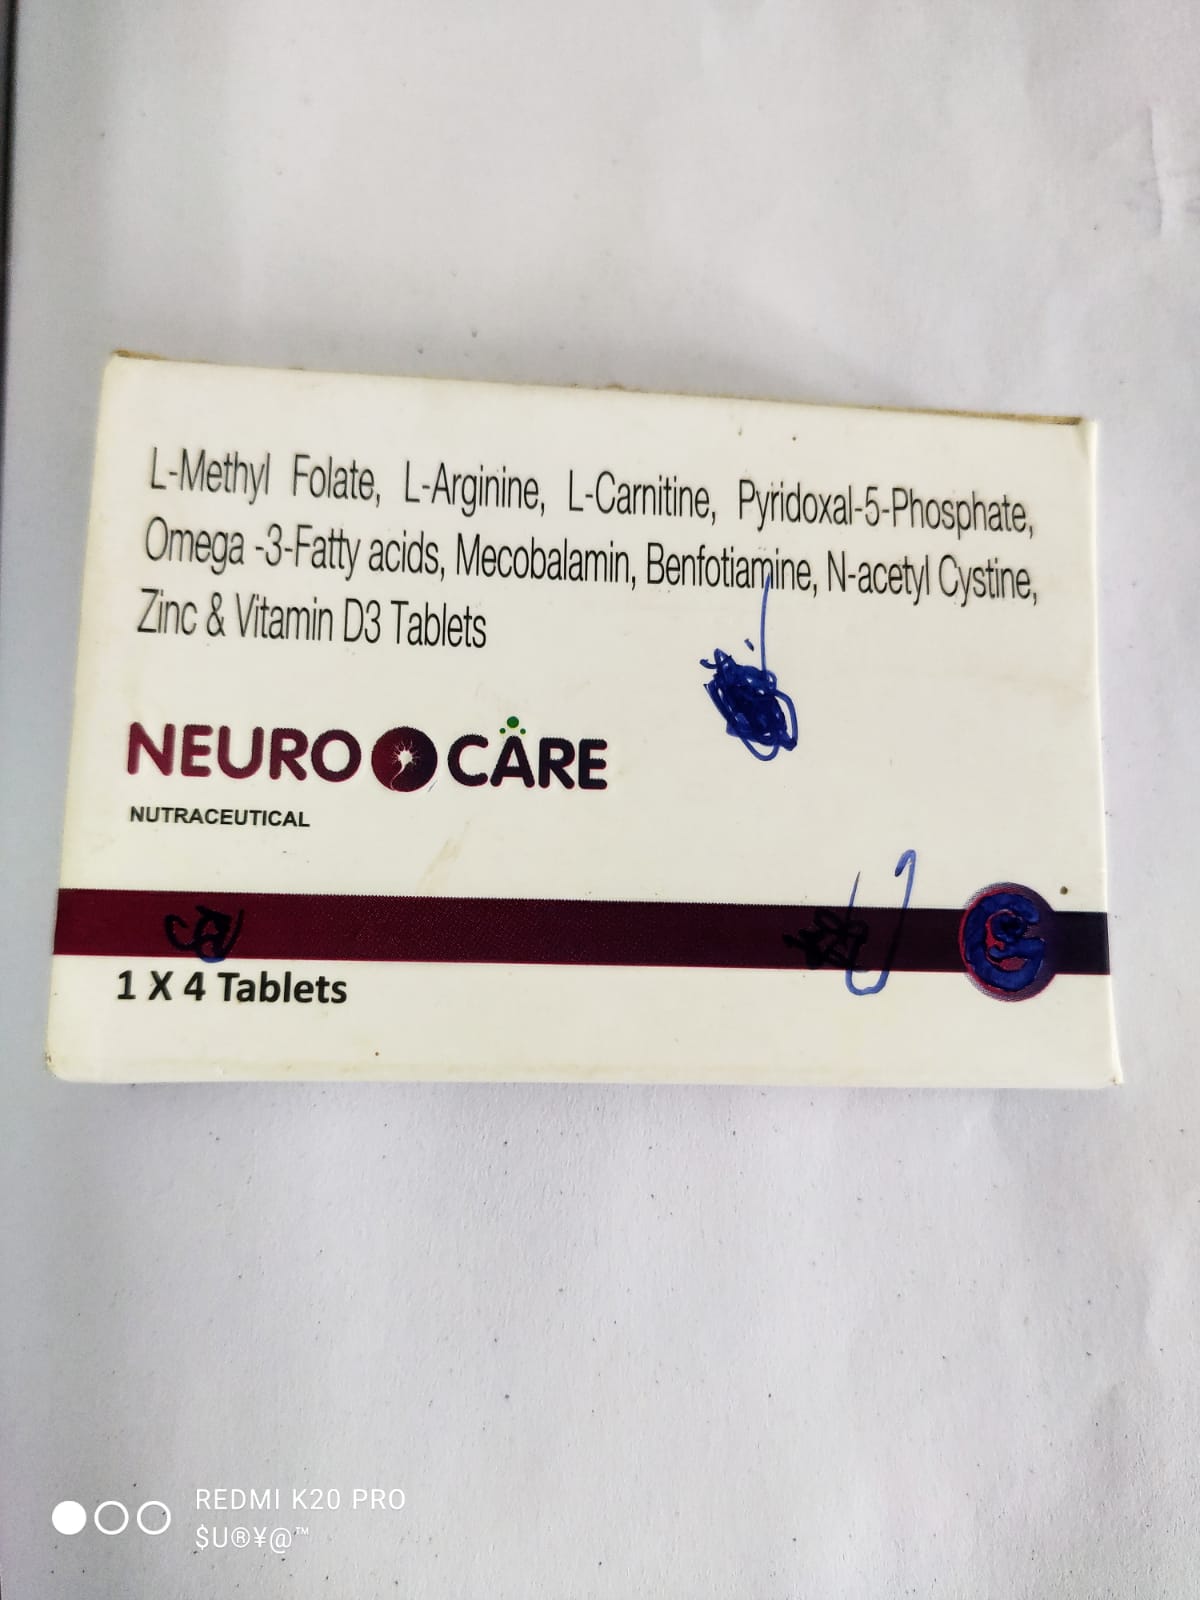 L-Methyl Folate, L-Arginine, L-Carnitine, Pyridoxal-5-Phosphate,
Omega -3-Fatty acids, Mecobalamin, Benfotiamine, N-acetyl Cystine,
Zinc & Vitamin D3 Tablets
NEURO CARE
NUTRACEUTICAL
1 X 4 Tablets
REDMI K20 PRO
$U®¥@™